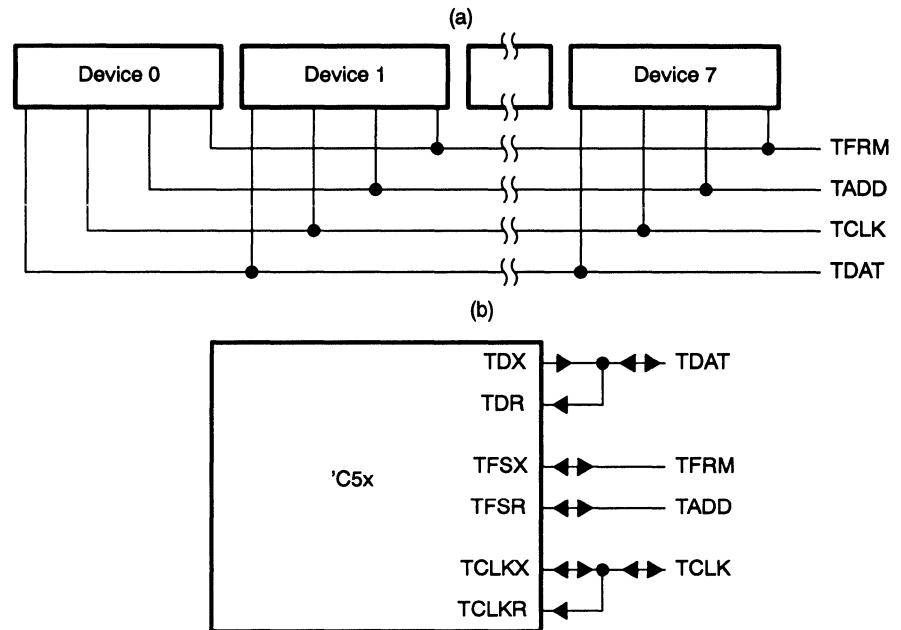 (a)
Device 0
Device 1
Device 7
TFRM
TADD
TCLK
TDAT
(b)
TDX
TDAT
TDR
'C5x
TFSX
TFRM
TFSR
TADD
TCLKX
TCLK
TCLKR